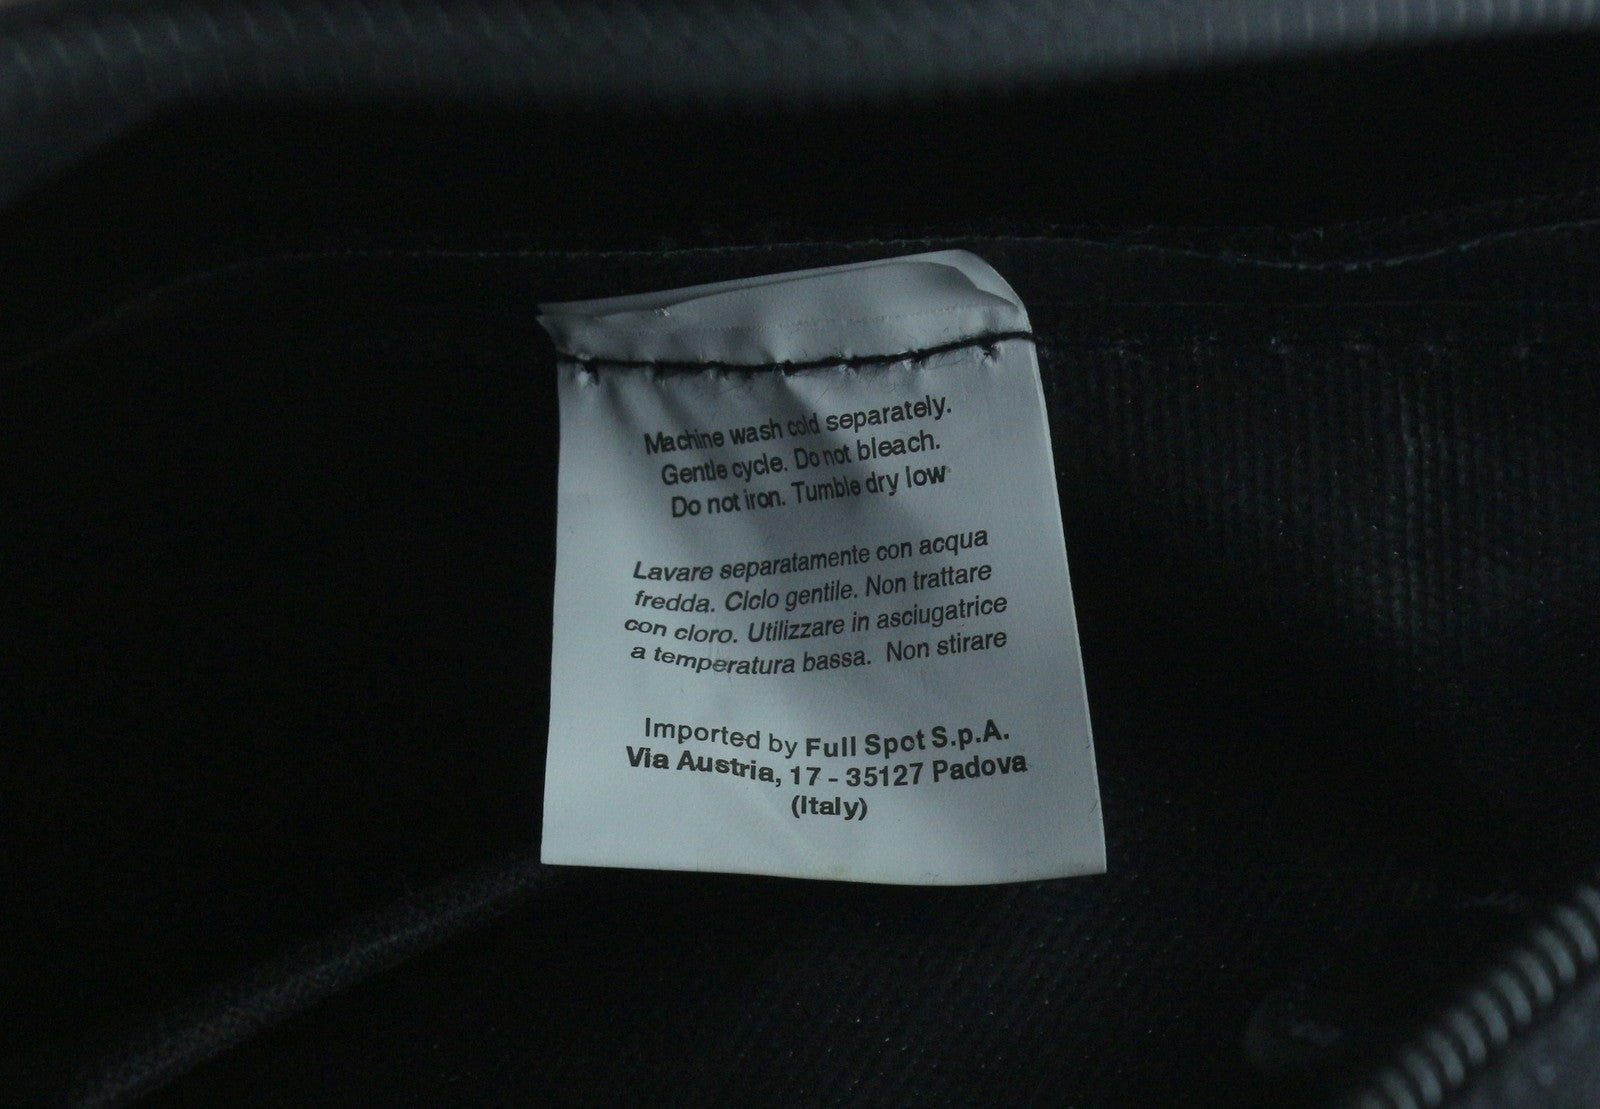 Machine wash cold separately.
Gentle cycle. Do not bleach.
Do not iron. Tumble dry low
Lavare separatamente con acqua
fredda. Ciclo gentile. Non trattare
con cloro. Utilizzare in asciugatrice
a temperatura bassa. Non stirare
Imported by Full Spot S.p.A.
Via Austria, 17 - 35127 Padova
(Italy)